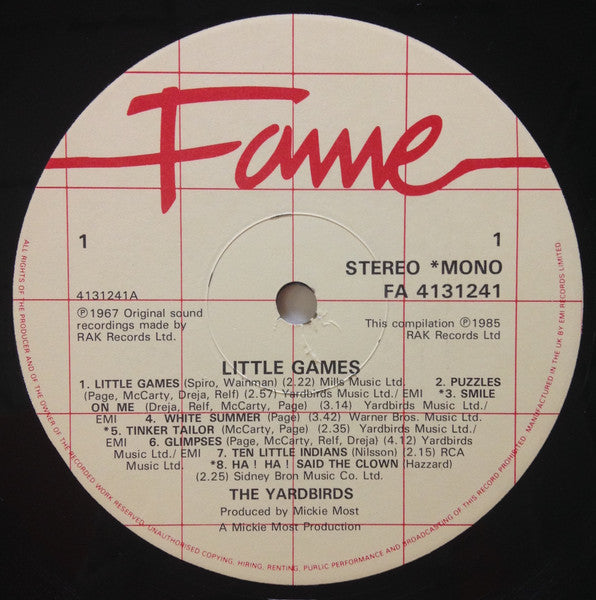 Fame
1
1
STEREO *MONO
4131241A
FA 4131241
℗1967 Original sound
recordings made by
RAK Records Ltd.
This compilation ℗1985
RAK Records Ltd.
LITTLE GAMES
1. LITTLE GAMES (Spiro, Wainman) (2.22) Mills Music Ltd. 2. PUZZLES
(Page, McCarty, Dreja, Relf) (2.57) Yardbirds Music Ltd./ EMI *3. SMILE
ON ME (Dreja, Relf, McCarty, Page) (3.14) Yardbirds Music Ltd./
EMI 4. WHITE SUMMER (Page) (3.42) Warner Bros. Music Ltd.
*5. TINKER TAILOR (McCarty, Page) (2.35) Yardbirds Music Ltd./
EMI 6. GLIMPSES (Page, McCarty, Relf, Dreja) (4.12) Yardbirds
Music Ltd./ EMI 7. TEN LITTLE INDIANS (Nilsson) (2.15) RCA
Music Ltd. *8. HA ! HA ! SAID THE CLOWN (Hazzard)
(2.25) Sidney Bron Music Co. Ltd.
THE YARDBIRDS
Produced by Mickie Most
A Mickie Most Production
ALL RIGHTS OF THE PRODUCER AND OF THE OWNER OF THE RECORDED WORK RESERVED. UNAUTHORISED COPYING, HIRING, RENTING, PUBLIC PERFORMANCE AND BROADCASTING OF THIS RECORD PROHIBITED. MANUFACTURED IN THE UK BY EMI RECORDS LIMITED